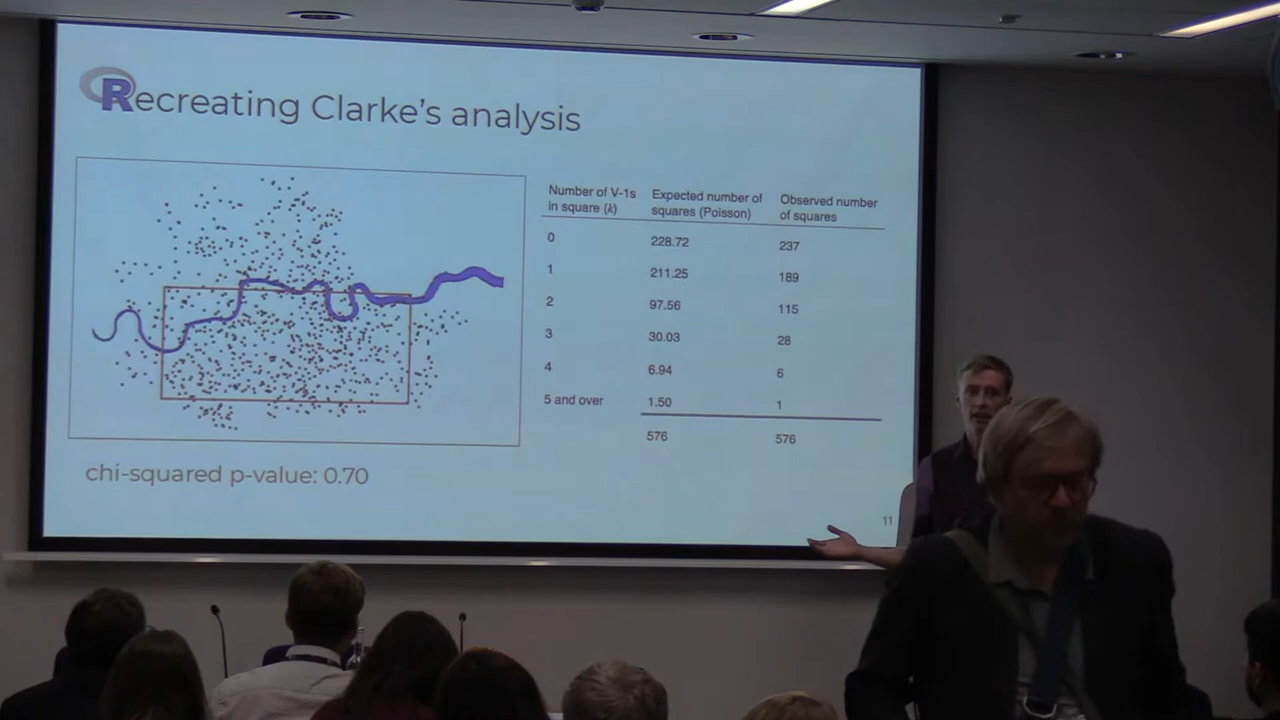 Recreating Clarke's analysis
Number of V-1s in square (k) Expected number of squares (Poisson) Observed number of squares
0 228.72 237
1 211.25 189
2 97.56 115
3 30.03 28
4 6.94 6
5 and over 1.50 1
576 576
chi-squared p-value: 0.70
11